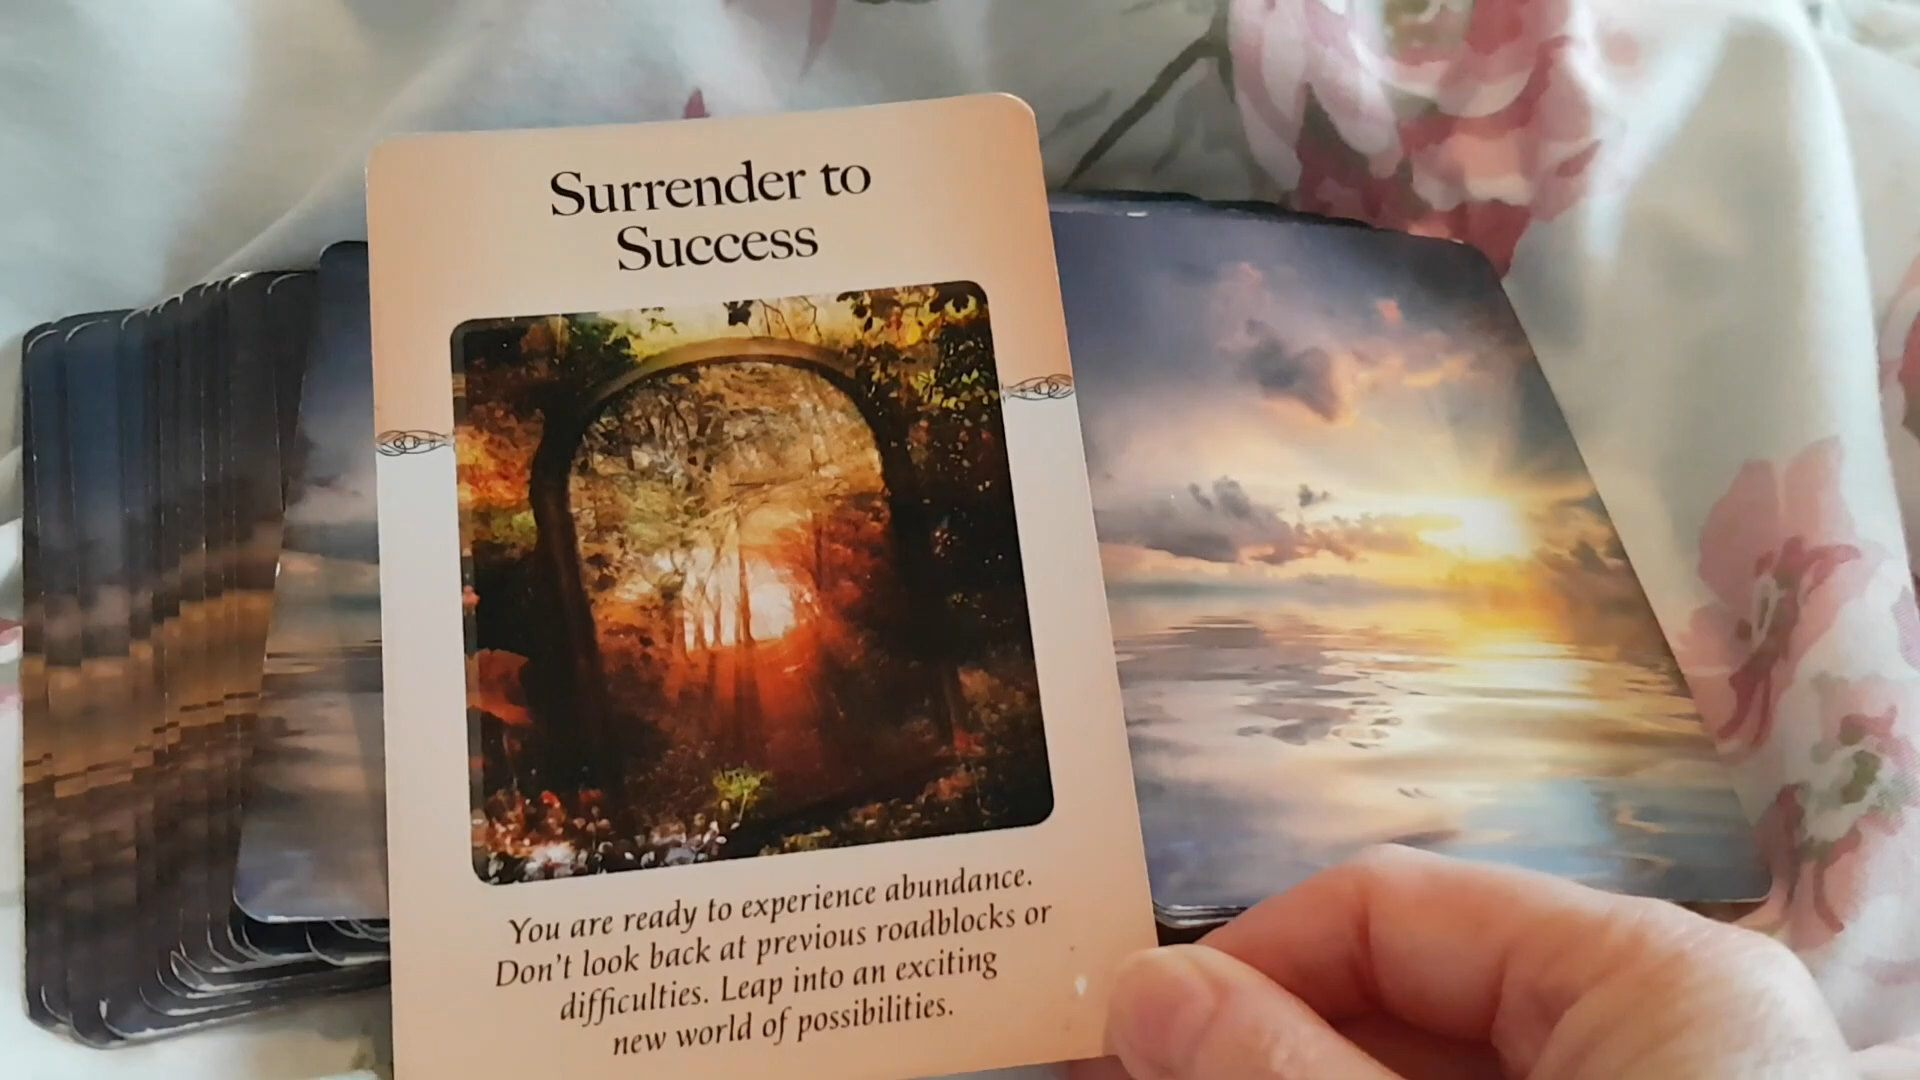 Surrender to
Success
You are ready to experience abundance.
Don't look back at previous roadblocks or
difficulties. Leap into an exciting
new world of possibilities.